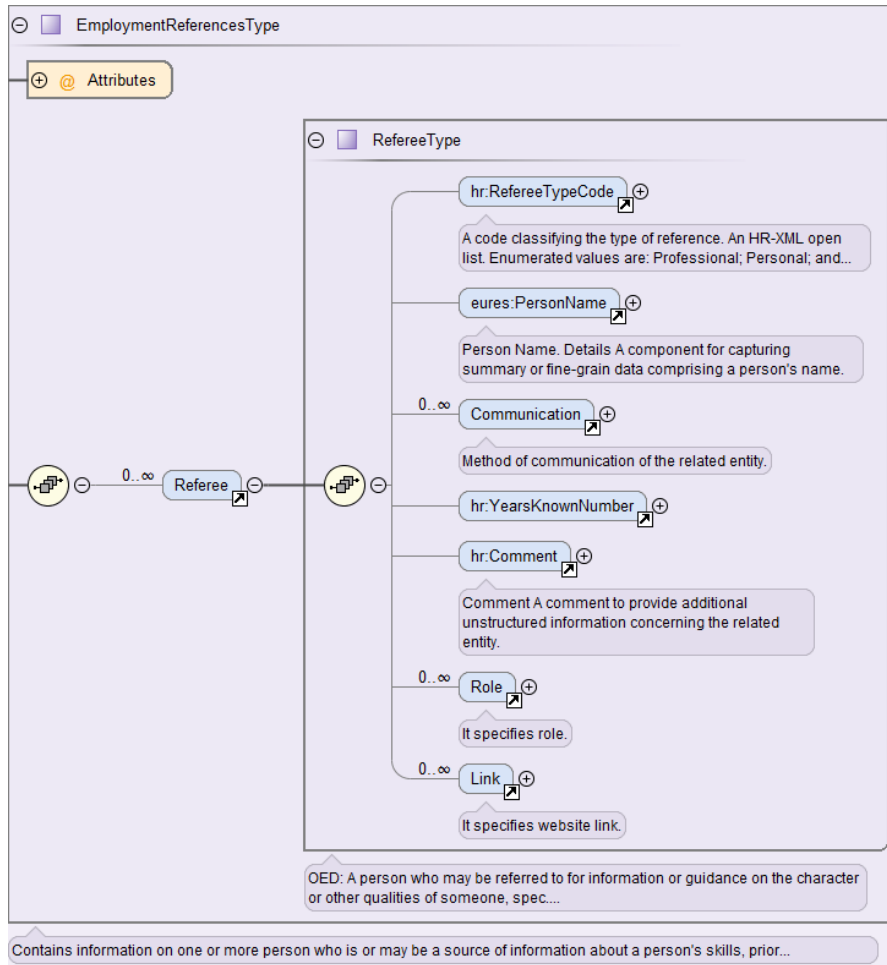 EmploymentReferencesType
@ Attributes
RefereeType
hr:RefereeTypeCode
A code classifying the type of reference. An HR-XML open
list. Enumerated values are: Professional; Personal; and...
eures:PersonName
Person Name. Details A component for capturing
summary or fine-grain data comprising a person's name.
0..∞
Communication
Method of communication of the related entity.
0..∞
Referee
hr:YearsKnownNumber
hr:Comment
Comment A comment to provide additional
unstructured information concerning the related
entity.
0..∞
Role
It specifies role.
0..∞
Link
It specifies website link.
OED: A person who may be referred to for information or guidance on the character
or other qualities of someone, spec....
Contains information on one or more person who is or may be a source of information about a person's skills, prior...